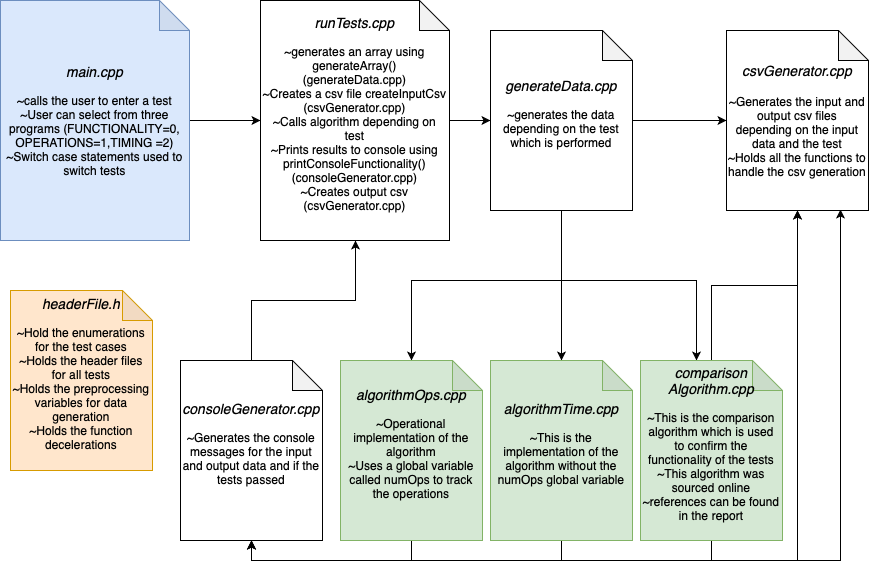 main.cpp
~calls the user to enter a test
~User can select from three
programs (FUNCTIONALITY=0,
OPERATIONS=1,TIMING =2)
~Switch case statements used to
switch tests
runTests.cpp
~generates an array using
generateArray()
(generateData.cpp)
~Creates a csv file createInputCsv
(csvGenerator.cpp)
~Calls algorithm depending on
test
~Prints results to console using
printConsoleFunctionality()
(consoleGenerator.cpp)
~Creates output csv
(csvGenerator.cpp)
generateData.cpp
~generates the data
depending on the test
which is performed
csvGenerator.cpp
~Generates the input and
output csv files
depending on the input
data and the test
~Holds all the functions to
handle the csv generation
headerFile.h
~Hold the enumerations
for the test cases
~Holds the header files
for all tests
~Holds the preprocessing
variables for data
generation
~Holds the function
decelerations
consoleGenerator.cpp
~Generates the console
messages for the input
and output data and if the
tests passed
algorithmOps.cpp
~Operational
implementation of the
algorithm
~Uses a global variable
called numOps to track
the operations
algorithmTime.cpp
~This is the
implementation of the
algorithm without the
numOps global variable
comparison
Algorithm.cpp
~This is the comparison
algorithm which is used
to confirm the
functionality of the tests
~This algorithm was
sourced online
~references can be found
in the report